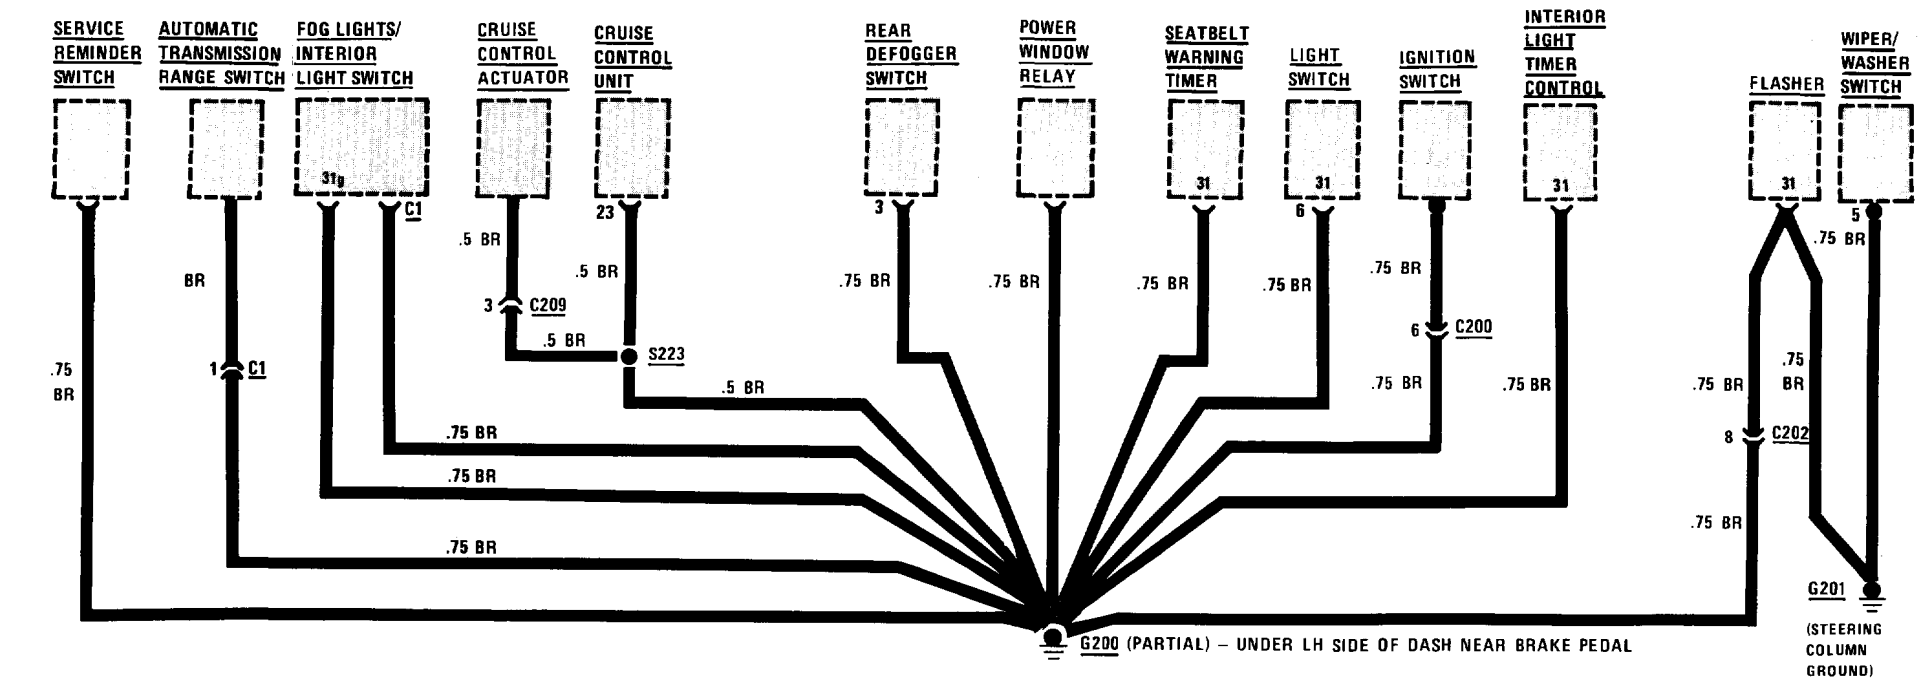 SERVICE
REMINDER
SWITCH
AUTOMATIC
TRANSMISSION
RANGE SWITCH
FOG LIGHTS/
INTERIOR
LIGHT SWITCH
CRUISE
CONTROL
ACTUATOR
CRUISE
CONTROL
UNIT
REAR
DEFOGGER
SWITCH
POWER
WINDOW
RELAY
SEATBELT
WARNING
TIMER
LIGHT
SWITCH
IGNITION
SWITCH
INTERIOR
LIGHT
TIMER
CONTROL
FLASHER
WIPER/
WASHER
SWITCH
31g
31
31
31
31
C1
23
3
6
5
.5 BR
.75 BR
BR
.5 BR
.75 BR
.75 BR
.75 BR
.75 BR
.75 BR
3 C209
6 C200
.5 BR
S223
1 C1
.75
BR
.5 BR
.75 BR
.75 BR
.75 BR
.75
BR
.75 BR
8 C202
.75 BR
.75 BR
.75 BR
G201
(STEERING
COLUMN
GROUND)
G200 (PARTIAL) – UNDER LH SIDE OF DASH NEAR BRAKE PEDAL